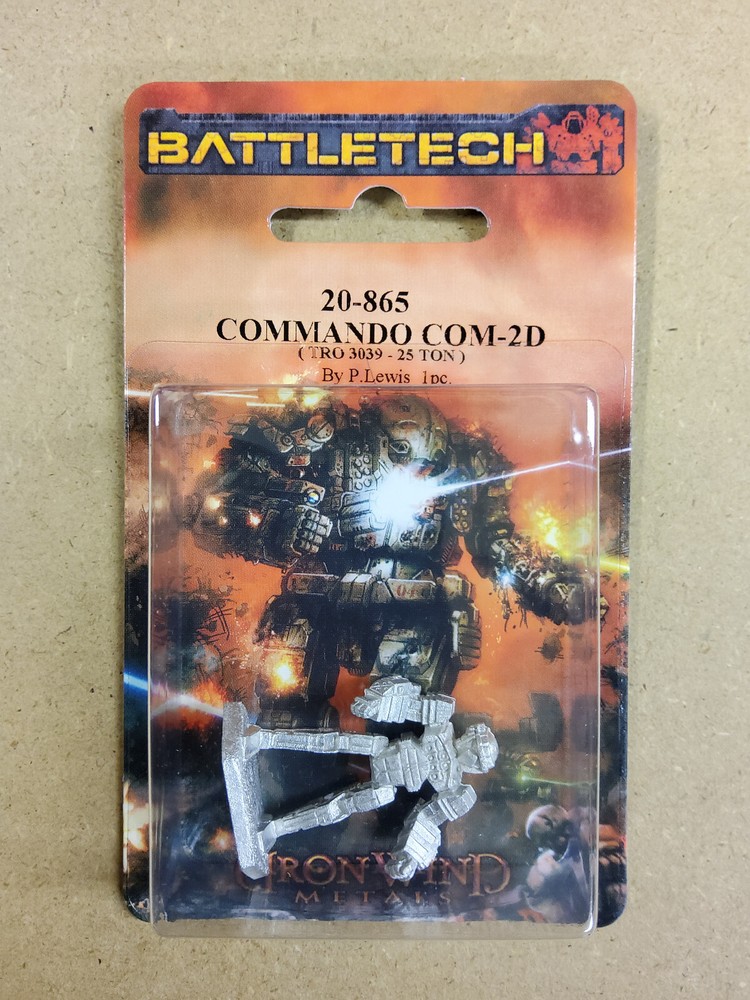 BATTLETECH
20-865
COMMANDO COM-2D
( TRO 3039 - 25 TON )
By P.Lewis 1pc.
IRON WIND
METALS